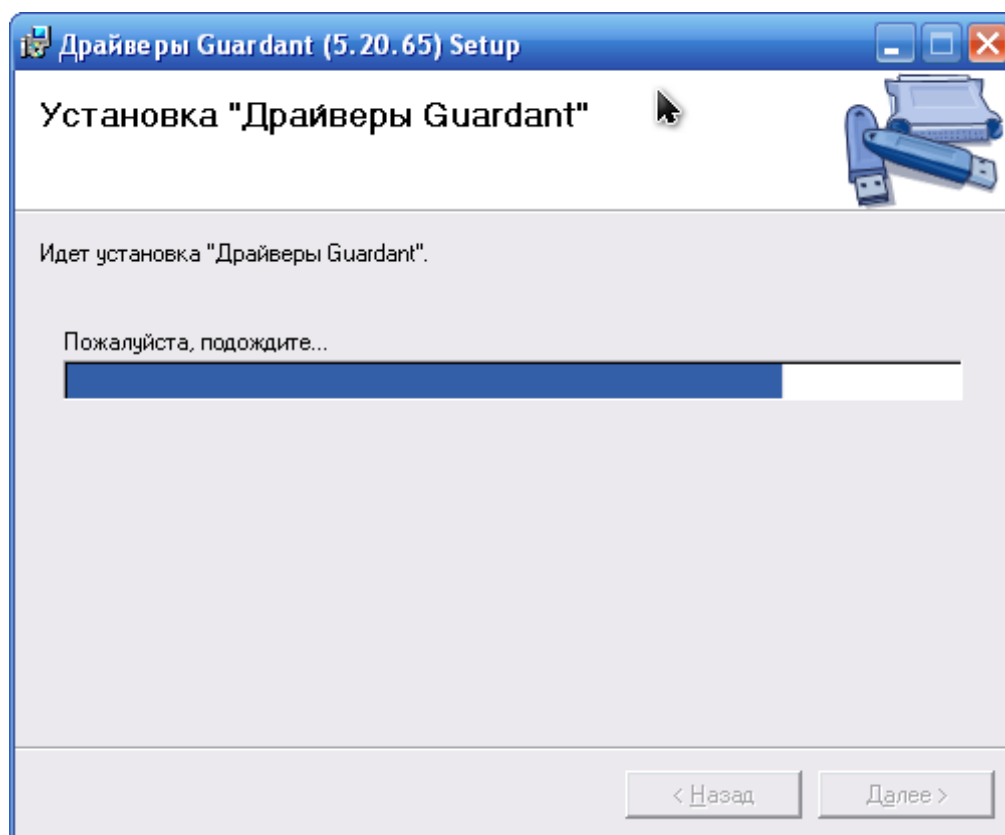 Драйверы Guardant (5.20.65) Setup
Установка "Драйверы Guardant"
Идет установка "Драйверы Guardant".
Пожалуйста, подождите...
< Назад
Далее >